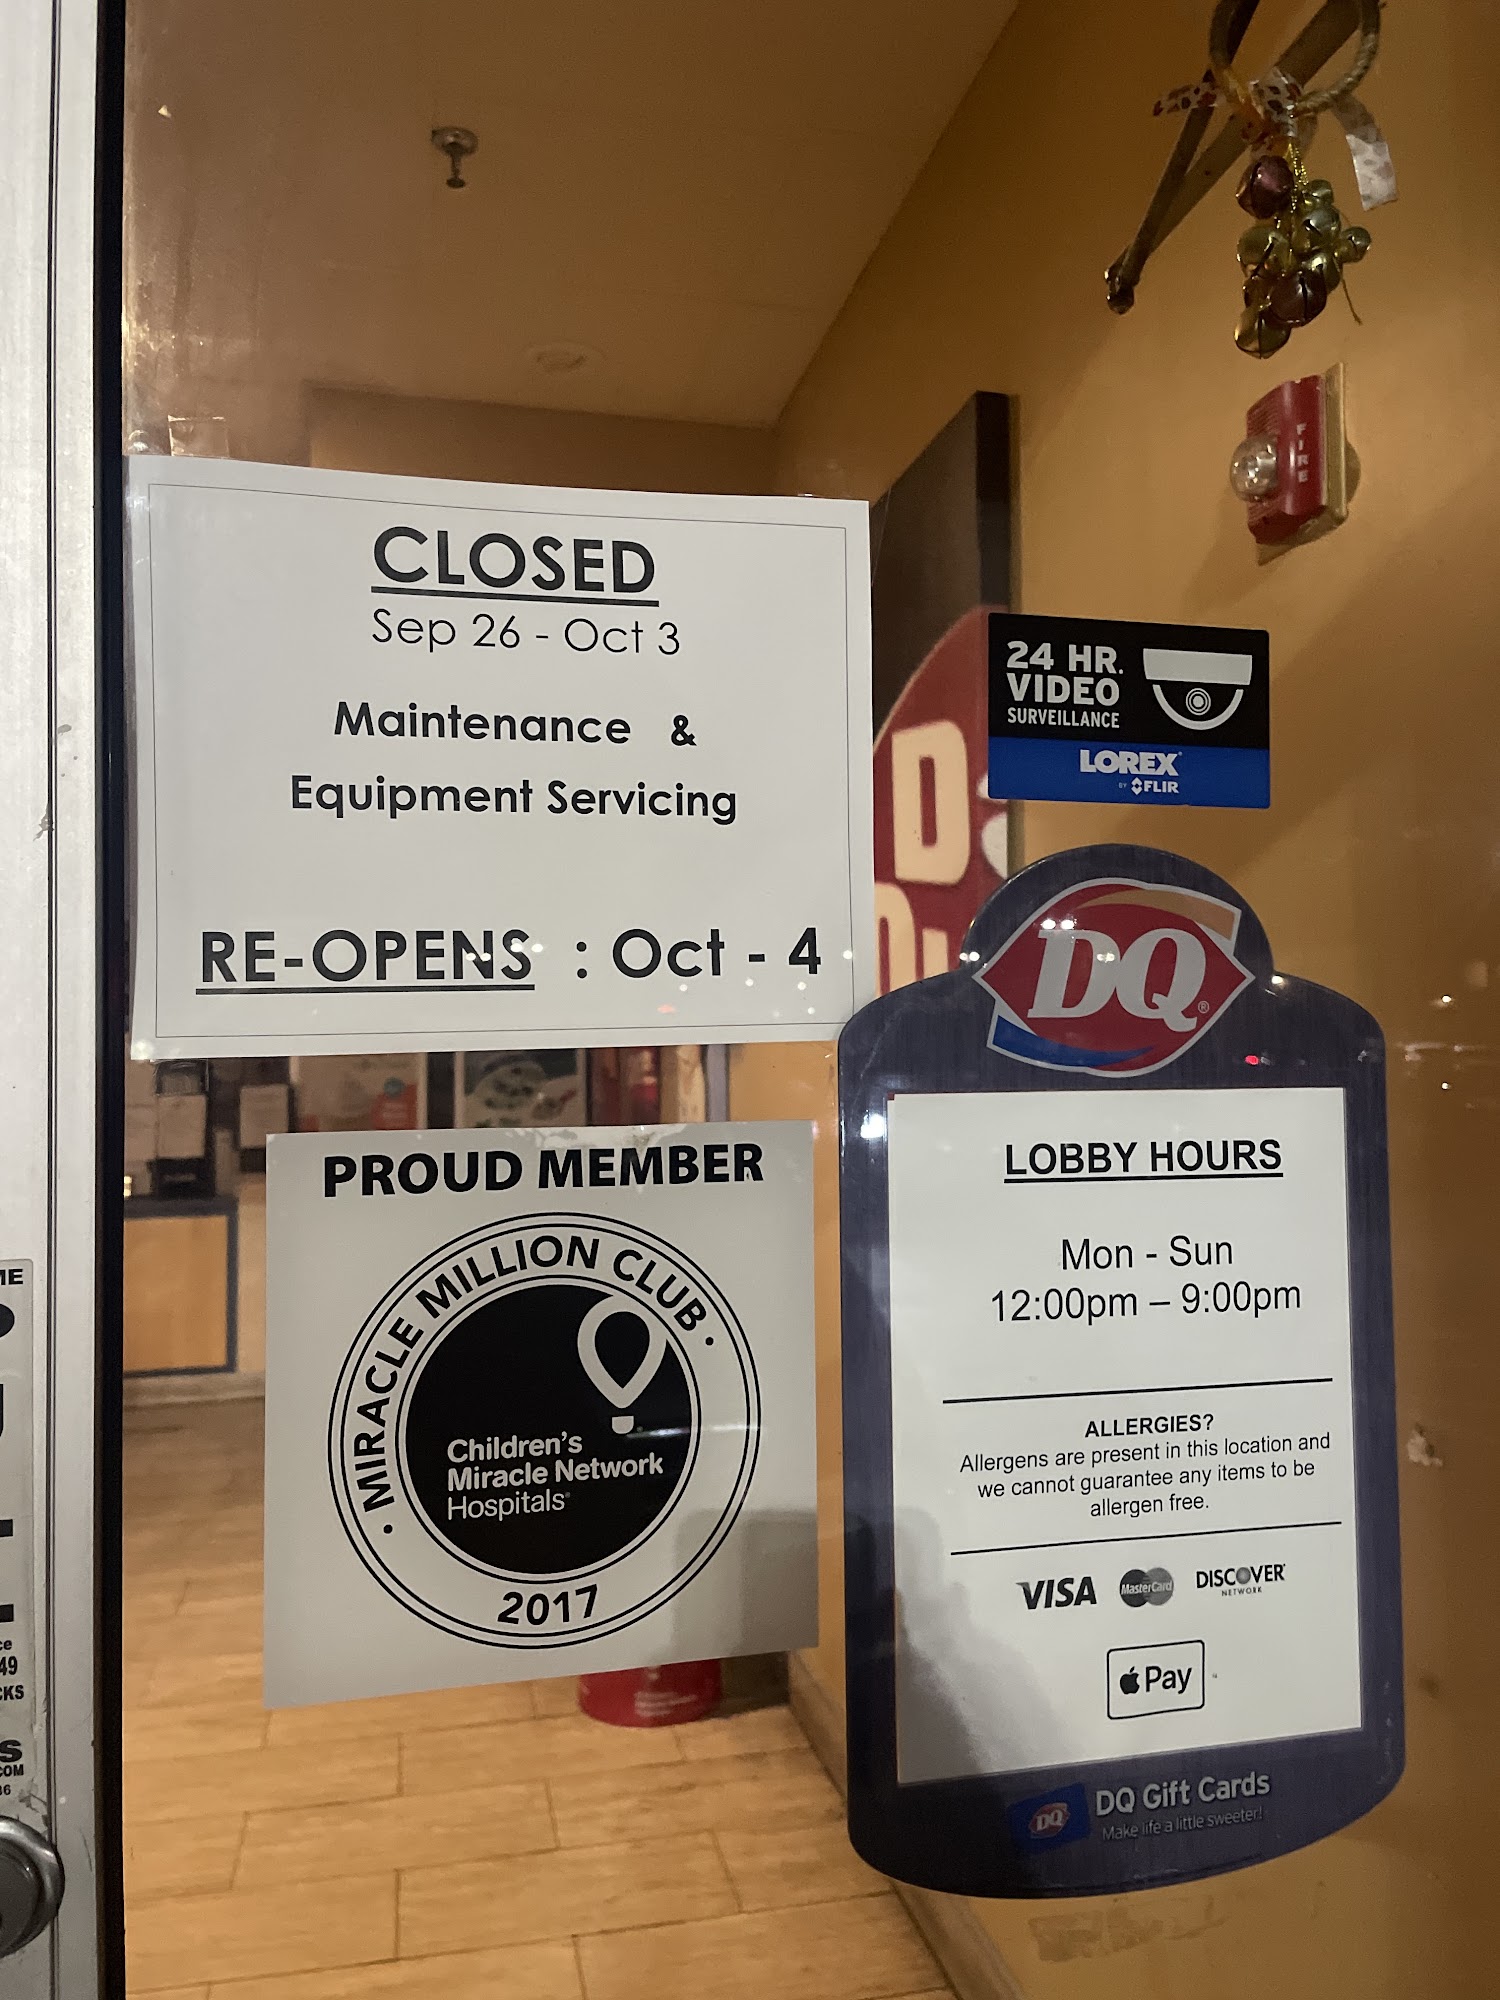 CLOSED
Sep 26 - Oct 3
Maintenance &
Equipment Servicing
RE-OPENS : Oct - 4
FIRE
24 HR.
VIDEO
SURVEILLANCE
LOREX
BY FLIR
D
PROUD MEMBER
• MIRACLE MILLION CLUB •
Children's
Miracle Network
Hospitals
2017
DQ®
LOBBY HOURS
Mon - Sun
12:00pm – 9:00pm
ALLERGIES?
Allergens are present in this location and
we cannot guarantee any items to be
allergen free.
VISA MasterCard DISCOVER
NETWORK
Pay
DQ
DQ Gift Cards
Make life a little sweeter!
49